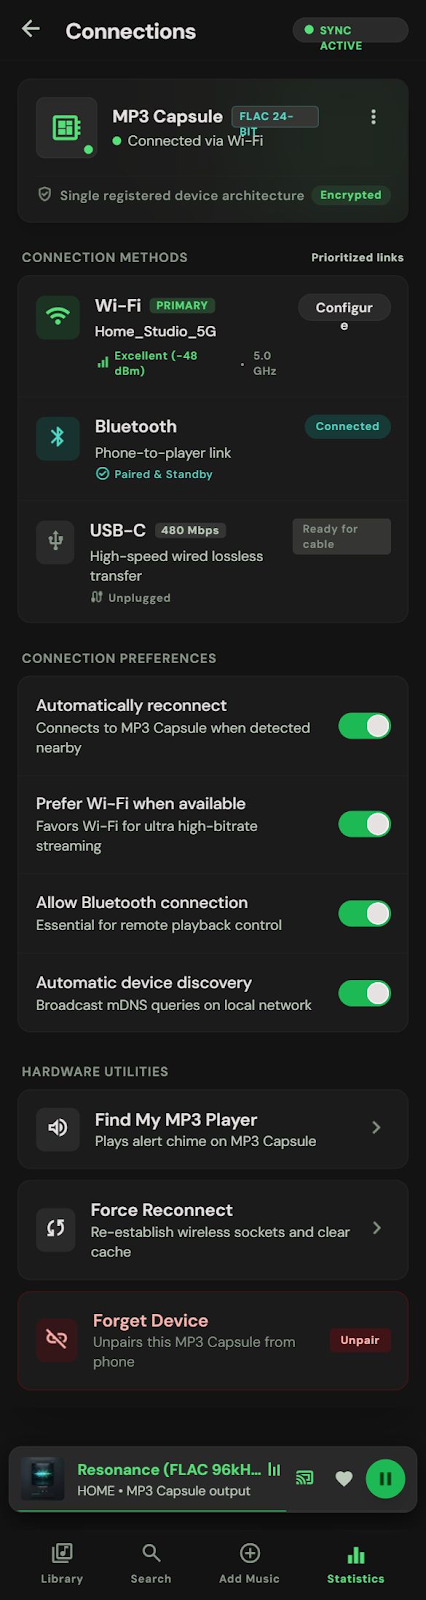 Connections
SYNC
ACTIVE
MP3 Capsule
FLAC 24-
BIT
Connected via Wi-Fi
Single registered device architecture
Encrypted
CONNECTION METHODS
Prioritized links
Wi-Fi
PRIMARY
Configur
e
Home_Studio_5G
Excellent (-48
dBm)
•
5.0
GHz
Bluetooth
Connected
Phone-to-player link
Paired & Standby
USB-C
480 Mbps
Ready for
cable
High-speed wired lossless
transfer
Unplugged
CONNECTION PREFERENCES
Automatically reconnect
Connects to MP3 Capsule when detected
nearby
Prefer Wi-Fi when available
Favors Wi-Fi for ultra high-bitrate
streaming
Allow Bluetooth connection
Essential for remote playback control
Automatic device discovery
Broadcast mDNS queries on local network
HARDWARE UTILITIES
Find My MP3 Player
Plays alert chime on MP3 Capsule
Force Reconnect
Re-establish wireless sockets and clear
cache
Forget Device
Unpairs this MP3 Capsule from
phone
Unpair
Resonance (FLAC 96kH...
HOME • MP3 Capsule output
Library
Search
Add Music
Statistics